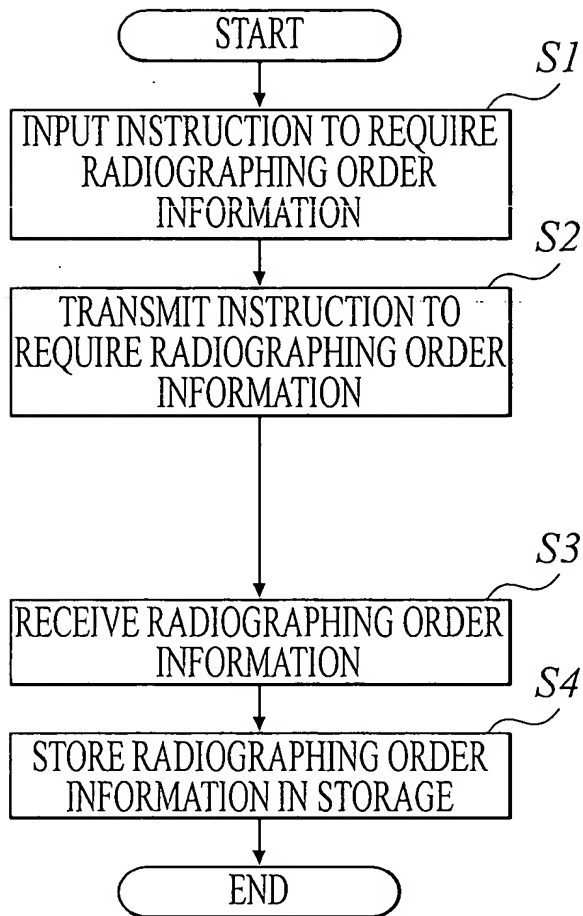 START
S1
INPUT INSTRUCTION TO REQUIRE
RADIOGRAPHING ORDER
INFORMATION
S2
TRANSMIT INSTRUCTION TO
REQUIRE RADIOGRAPHING ORDER
INFORMATION
S3
RECEIVE RADIOGRAPHING ORDER
INFORMATION
S4
STORE RADIOGRAPHING ORDER
INFORMATION IN STORAGE
END